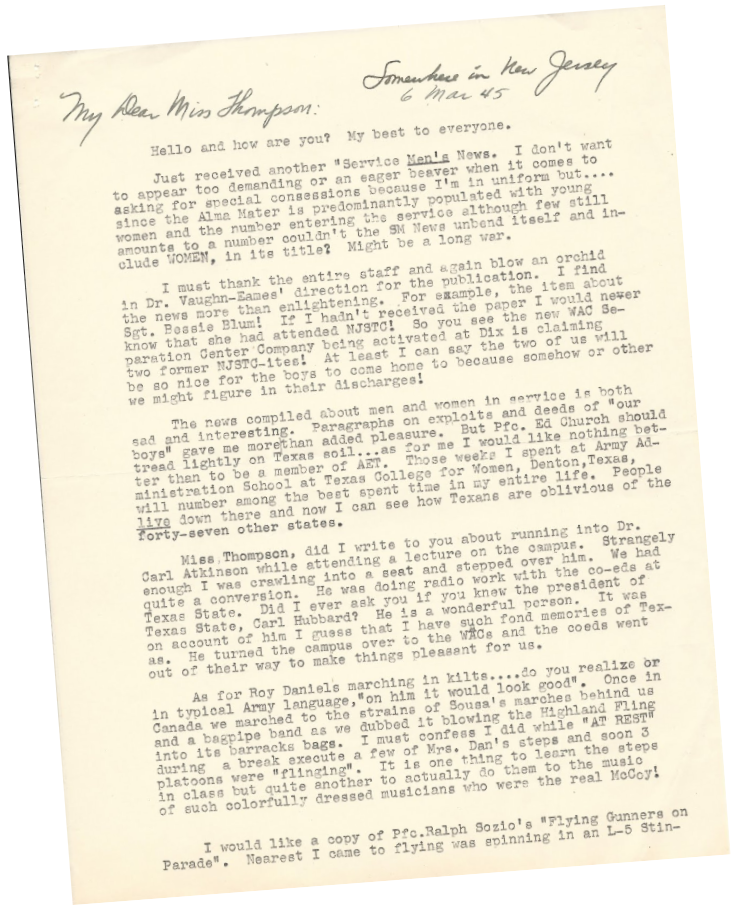 Somewhere in New Jersey
6 Mar 45
My Dear Miss Thompson:
Hello and how are you? My best to everyone.
Just received another "Service Men's News. I don't want
to appear too demanding or an eager beaver when it comes to
asking for special consessions because I'm in uniform but....
since the Alma Mater is predominantly populated with young
women and the number entering the service although few still
amounts to a number couldn't the SM News unbend itself and in-
clude WOMEN, in its title? Might be a long war.
I must thank the entire staff and again blow an orchid
in Dr. Vaughn-Eames' direction for the publication. I find
the news more than enlightening. For example, the item about
Sgt. Bessie Blum! If I hadn't received the paper I would never
know that she had attended NJSTC! So you see the new WAC Se-
paration Center Company being activated at Dix is claiming
two former NJSTC-ites! At least I can say the two of us will
be so nice for the boys to come home to because somehow or other
we might figure in their discharges!
The news compiled about men and women in service is both
sad and interesting. Paragraphs on exploits and deeds of "our
boys" gave me more than added pleasure. But Pfc. Ed Church should
tread lightly on Texas soil...as for me I would like nothing bet-
ter than to be a member of AET. Those weeks I spent at Army Ad-
ministration School at Texas College for Women, Denton,Texas,
will number among the best spent time in my entire life. People
live down there and now I can see how Texans are oblivious of the
forty-seven other states.
Miss Thompson, did I write to you about running into Dr.
Carl Atkinson while attending a lecture on the campus. Strangely
enough I was crawling into a seat and stepped over him. We had
quite a conversion. He was doing radio work with the co-eds at
Texas State. Did I ever ask you if you knew the president of
Texas State, Carl Hubbard? He is a wonderful person. It was
on account of him I guess that I have such fond memories of Tex-
as. He turned the campus over to the WACs and the coeds went
out of their way to make things pleasant for us.
As for Roy Daniels marching in kilts....do you realize or
in typical Army language,"on him it would look good". Once in
Canada we marched to the strains of Sousa's marches behind us
and a bagpipe band as we dubbed it blowing the Highland Fling
into its barracks bags. I must confess I did while "AT REST"
during a break execute a few of Mrs. Dan's steps and soon 3
platoons were "flinging". It is one thing to learn the steps
in class but quite another to actually do them to the music
of such colorfully dressed musicians who were the real McCoy!
I would like a copy of Pfc.Ralph Sozio's "Flying Gunners on
Parade". Nearest I came to flying was spinning in an L-5 Stin-